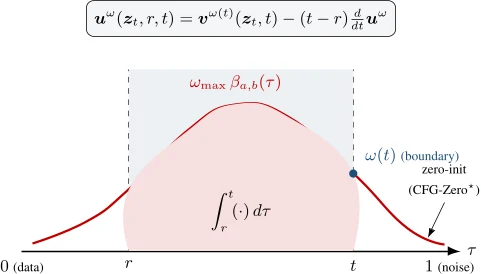 𝒖^ω(𝒛_t, r, t) = 𝒗^{ω(t)}(𝒛_t, t) − (t − r) d/dt 𝒖^ω
ω_max β_{a,b}(τ)
ω(t) (boundary)
zero-init
(CFG-Zero⋆)
∫_r^t (·) dτ
τ
0 (data) r t 1 (noise)